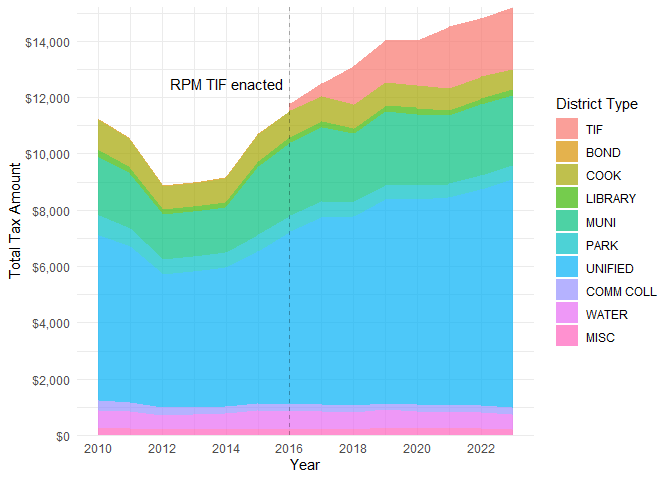 $14,000
$12,000
$10,000
$8,000
$6,000
$4,000
$2,000
$0
Total Tax Amount
RPM TIF enacted
2010 2012 2014 2016 2018 2020 2022
Year
District Type
TIF
BOND
COOK
LIBRARY
MUNI
PARK
UNIFIED
COMM COLL
WATER
MISC